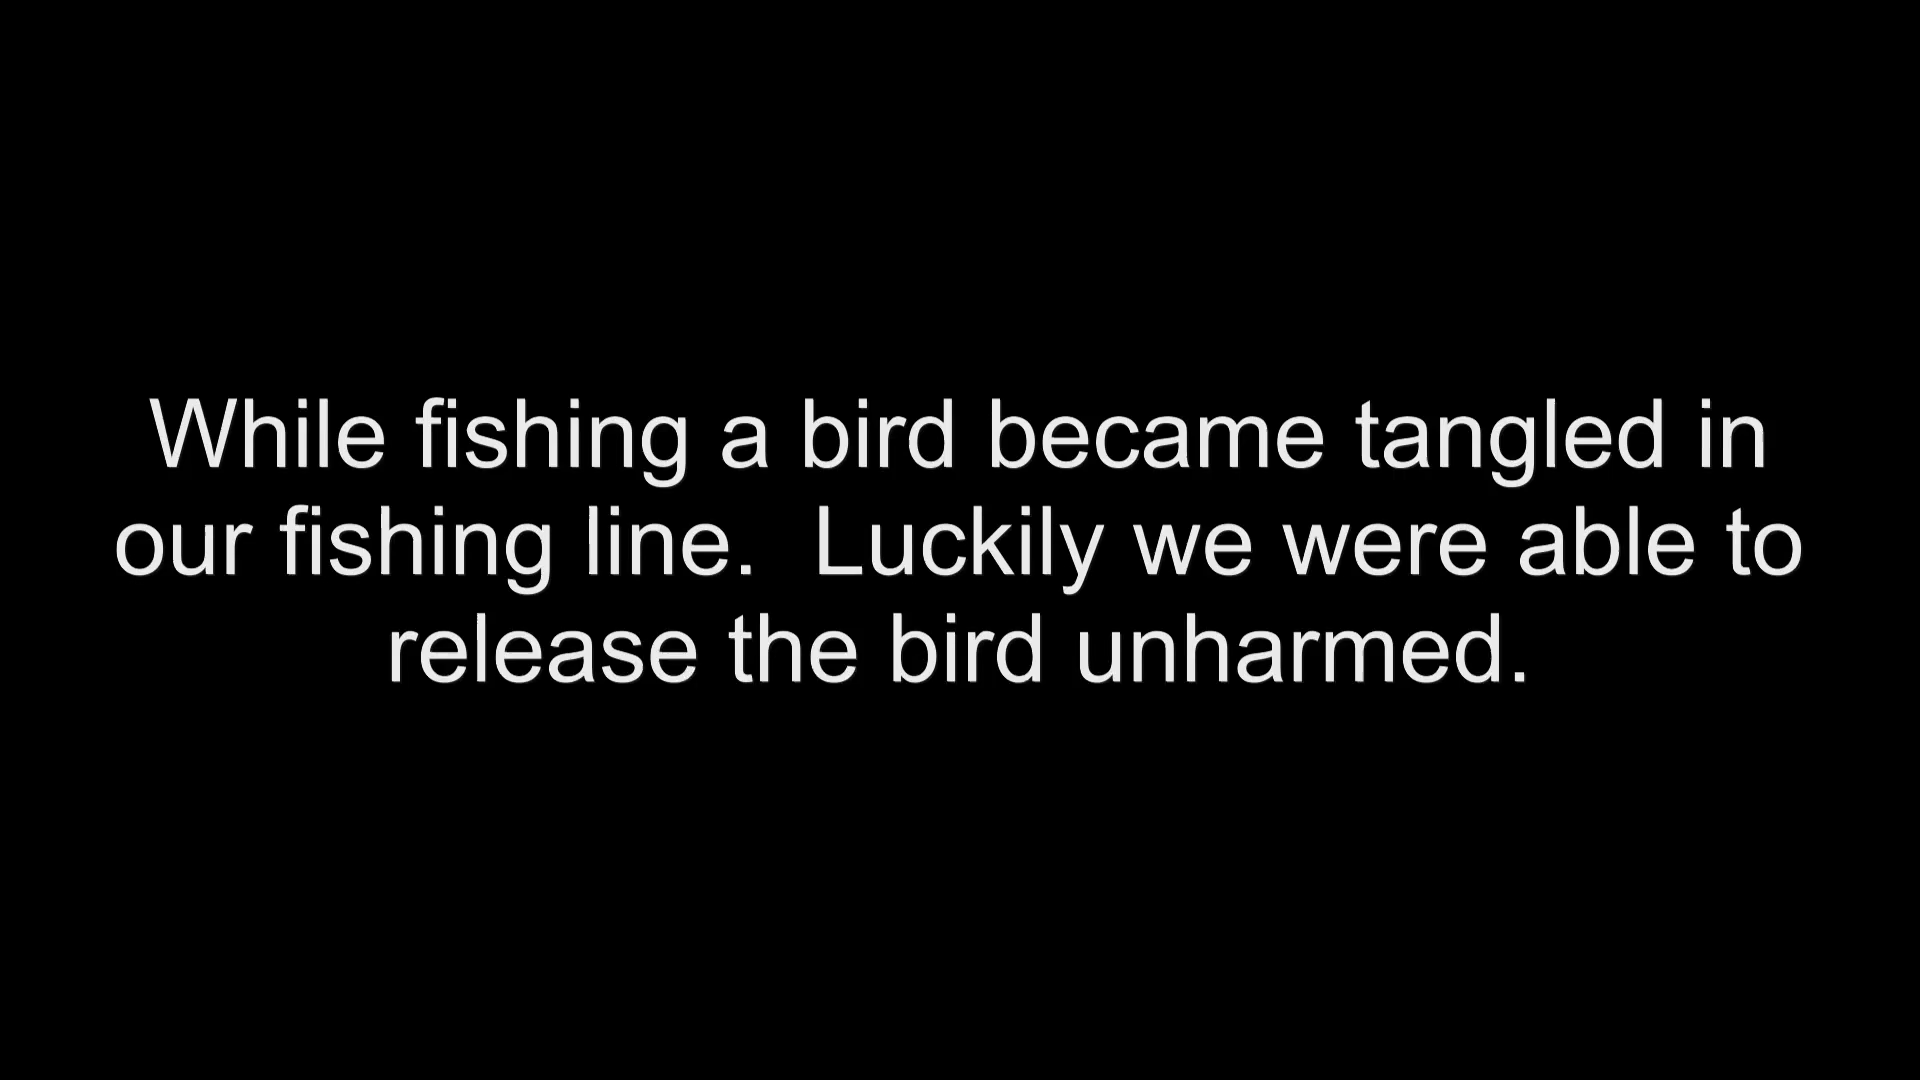 While fishing a bird became tangled in
our fishing line.  Luckily we were able to
release the bird unharmed.